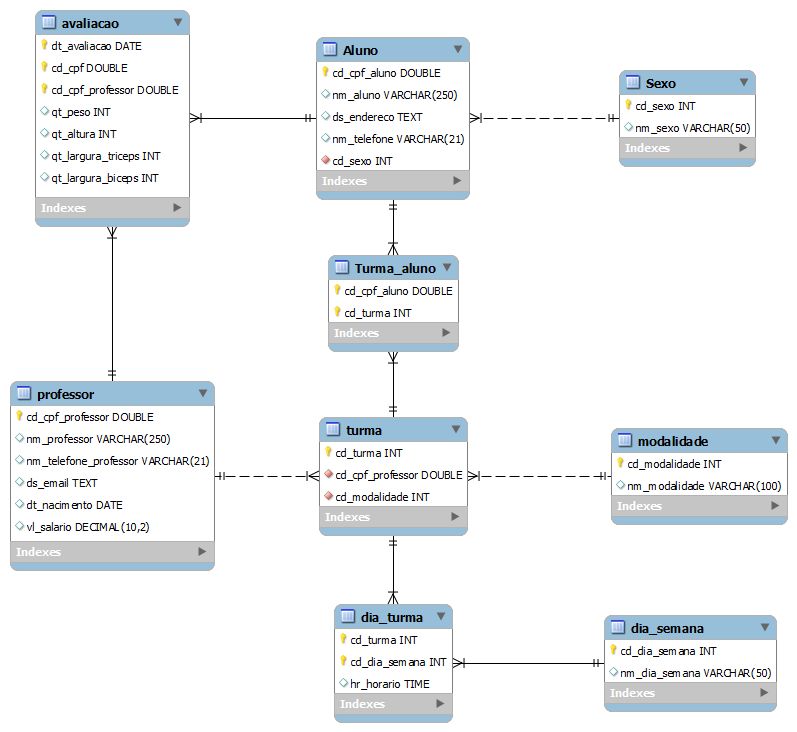 avaliacao
dt_avaliacao DATE
cd_cpf DOUBLE
cd_cpf_professor DOUBLE
qt_peso INT
qt_altura INT
qt_largura_triceps INT
qt_largura_biceps INT
Indexes
Aluno
cd_cpf_aluno DOUBLE
nm_aluno VARCHAR(250)
ds_endereco TEXT
nm_telefone VARCHAR(21)
cd_sexo INT
Indexes
Sexo
cd_sexo INT
nm_sexo VARCHAR(50)
Indexes
Turma_aluno
cd_cpf_aluno DOUBLE
cd_turma INT
Indexes
professor
cd_cpf_professor DOUBLE
nm_professor VARCHAR(250)
nm_telefone_professor VARCHAR(21)
ds_email TEXT
dt_nacimento DATE
vl_salario DECIMAL(10,2)
Indexes
turma
cd_turma INT
cd_cpf_professor DOUBLE
cd_modalidade INT
Indexes
modalidade
cd_modalidade INT
nm_modalidade VARCHAR(100)
Indexes
dia_turma
cd_turma INT
cd_dia_semana INT
hr_horario TIME
Indexes
dia_semana
cd_dia_semana INT
nm_dia_semana VARCHAR(50)
Indexes